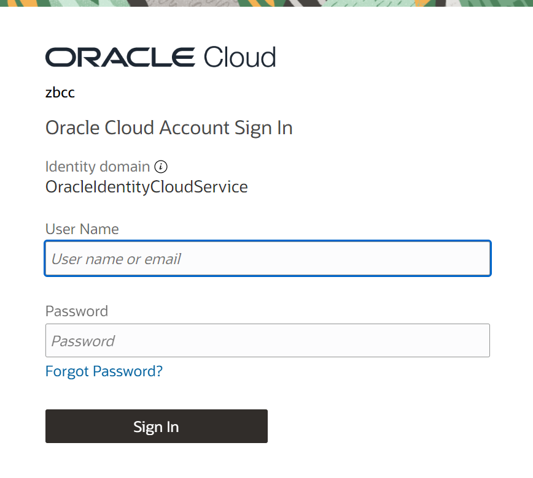 ORACLE Cloud
zbcc
Oracle Cloud Account Sign In
Identity domain
OracleIdentityCloudService
User Name
User name or email
Password
Password
Forgot Password?
Sign In